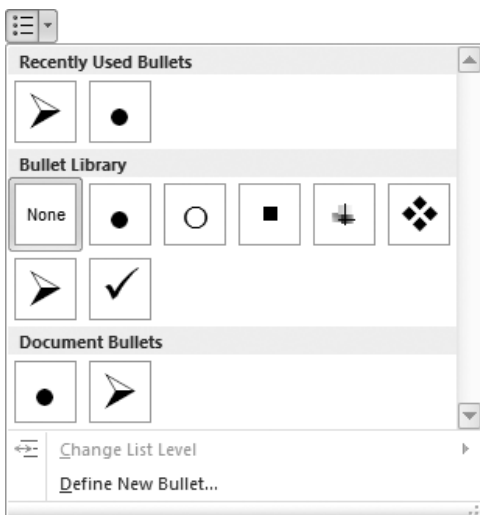 Recently Used Bullets
Bullet Library
None
Document Bullets
Change List Level
Define New Bullet...